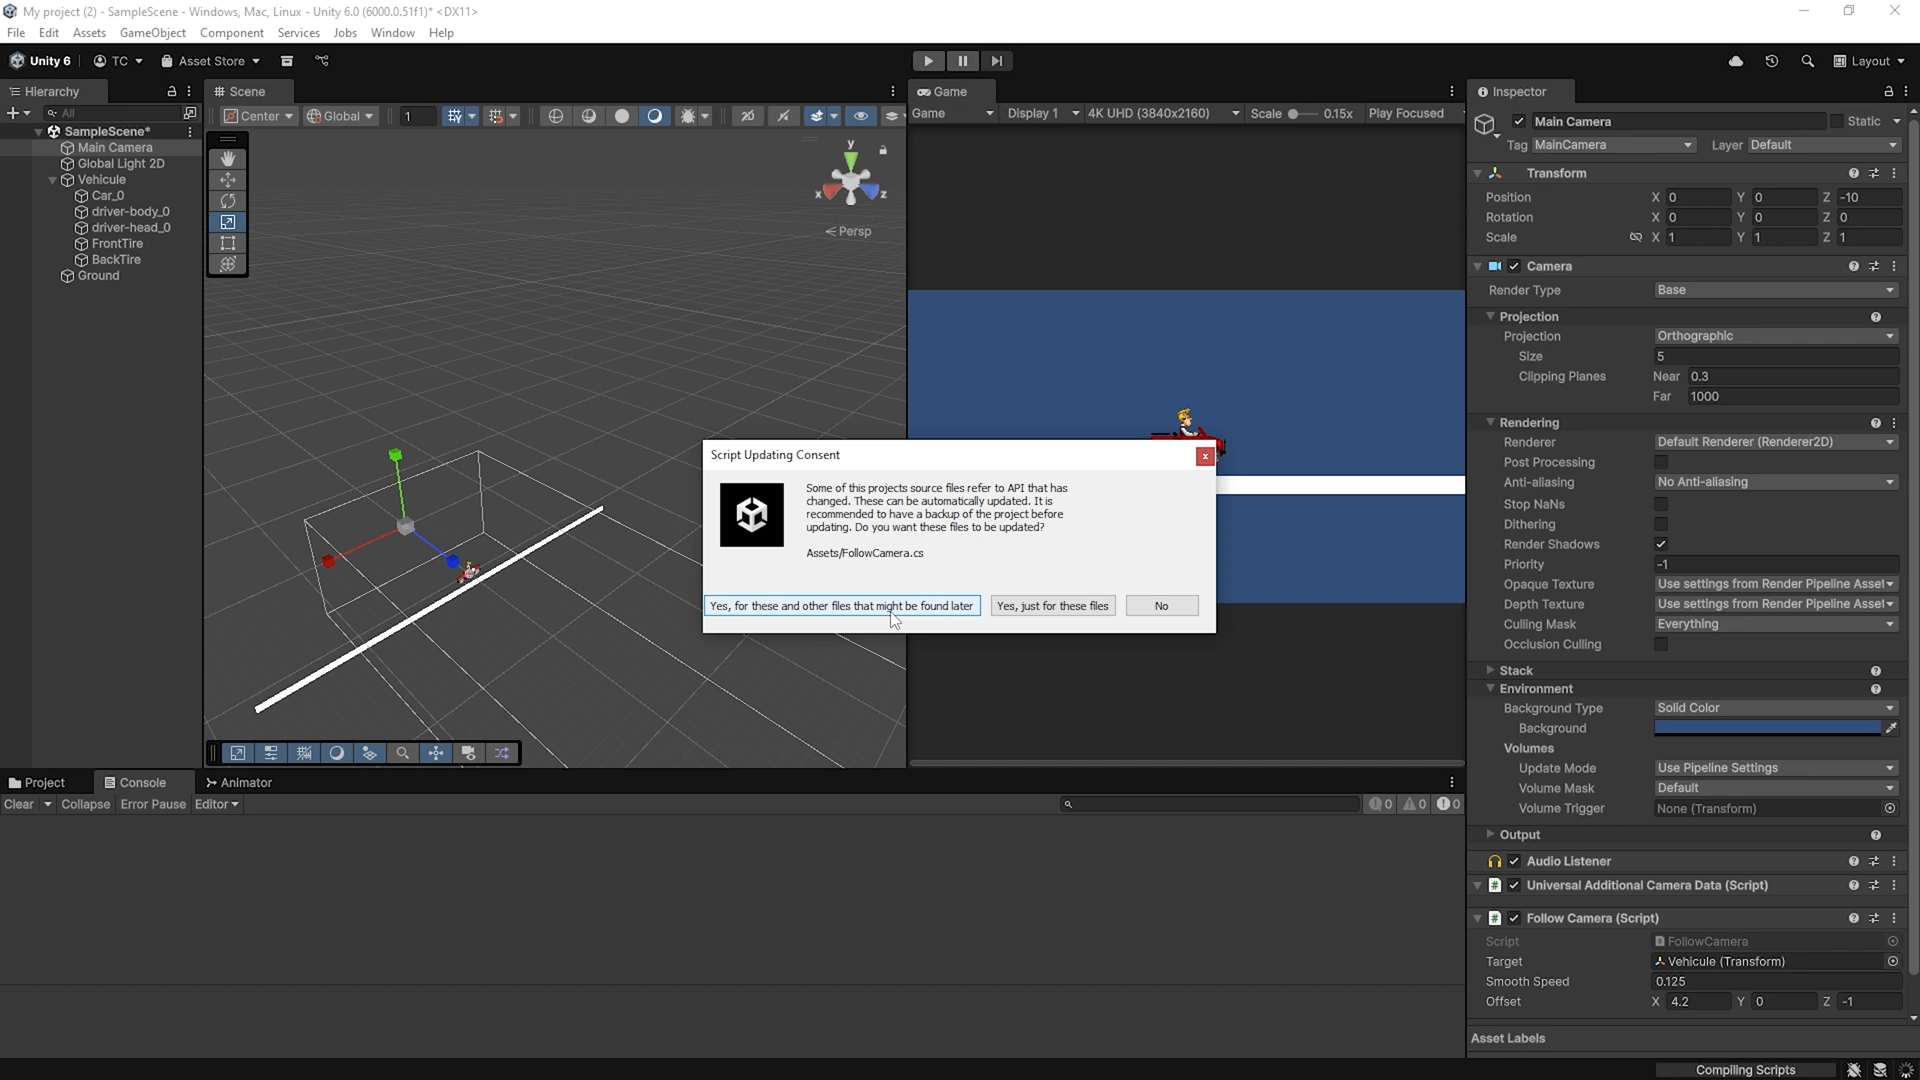 My project (2) - SampleScene - Windows, Mac, Linux - Unity 6.0 (6000.0.51f1)* <DX11>
File Edit Assets GameObject Component Services Jobs Window Help
Unity 6 TC Asset Store Layout
Hierarchy
All
SampleScene*
Main Camera
Global Light 2D
Vehicule
Car_0
driver-body_0
driver-head_0
FrontTire
BackTire
Ground
Scene
Center Global 1
y
x z
Persp
Game
Game Display 1 4K UHD (3840x2160) Scale 0.15x Play Focused
Script Updating Consent
x
Some of this projects source files refer to API that has
changed. These can be automatically updated. It is
recommended to have a backup of the project before
updating. Do you want these files to be updated?
Assets/FollowCamera.cs
Yes, for these and other files that might be found later Yes, just for these files No
Inspector
Main Camera Static
Tag MainCamera Layer Default
Transform
Position X 0 Y 0 Z -10
Rotation X 0 Y 0 Z 0
Scale X 1 Y 1 Z 1
Camera
Render Type Base
Projection
Projection Orthographic
Size 5
Clipping Planes Near 0.3
Far 1000
Rendering
Renderer Default Renderer (Renderer2D)
Post Processing
Anti-aliasing No Anti-aliasing
Stop NaNs
Dithering
Render Shadows
Priority -1
Opaque Texture Use settings from Render Pipeline Asset
Depth Texture Use settings from Render Pipeline Asset
Culling Mask Everything
Occlusion Culling
Stack
Environment
Background Type Solid Color
Background
Volumes
Update Mode Use Pipeline Settings
Volume Mask Default
Volume Trigger None (Transform)
Output
Audio Listener
# Universal Additional Camera Data (Script)
# Follow Camera (Script)
Script FollowCamera
Target Vehicule (Transform)
Smooth Speed 0.125
Offset X 4.2 Y 0 Z -1
Asset Labels
Project Console Animator
Clear Collapse Error Pause Editor 0 0 0
Compiling Scripts